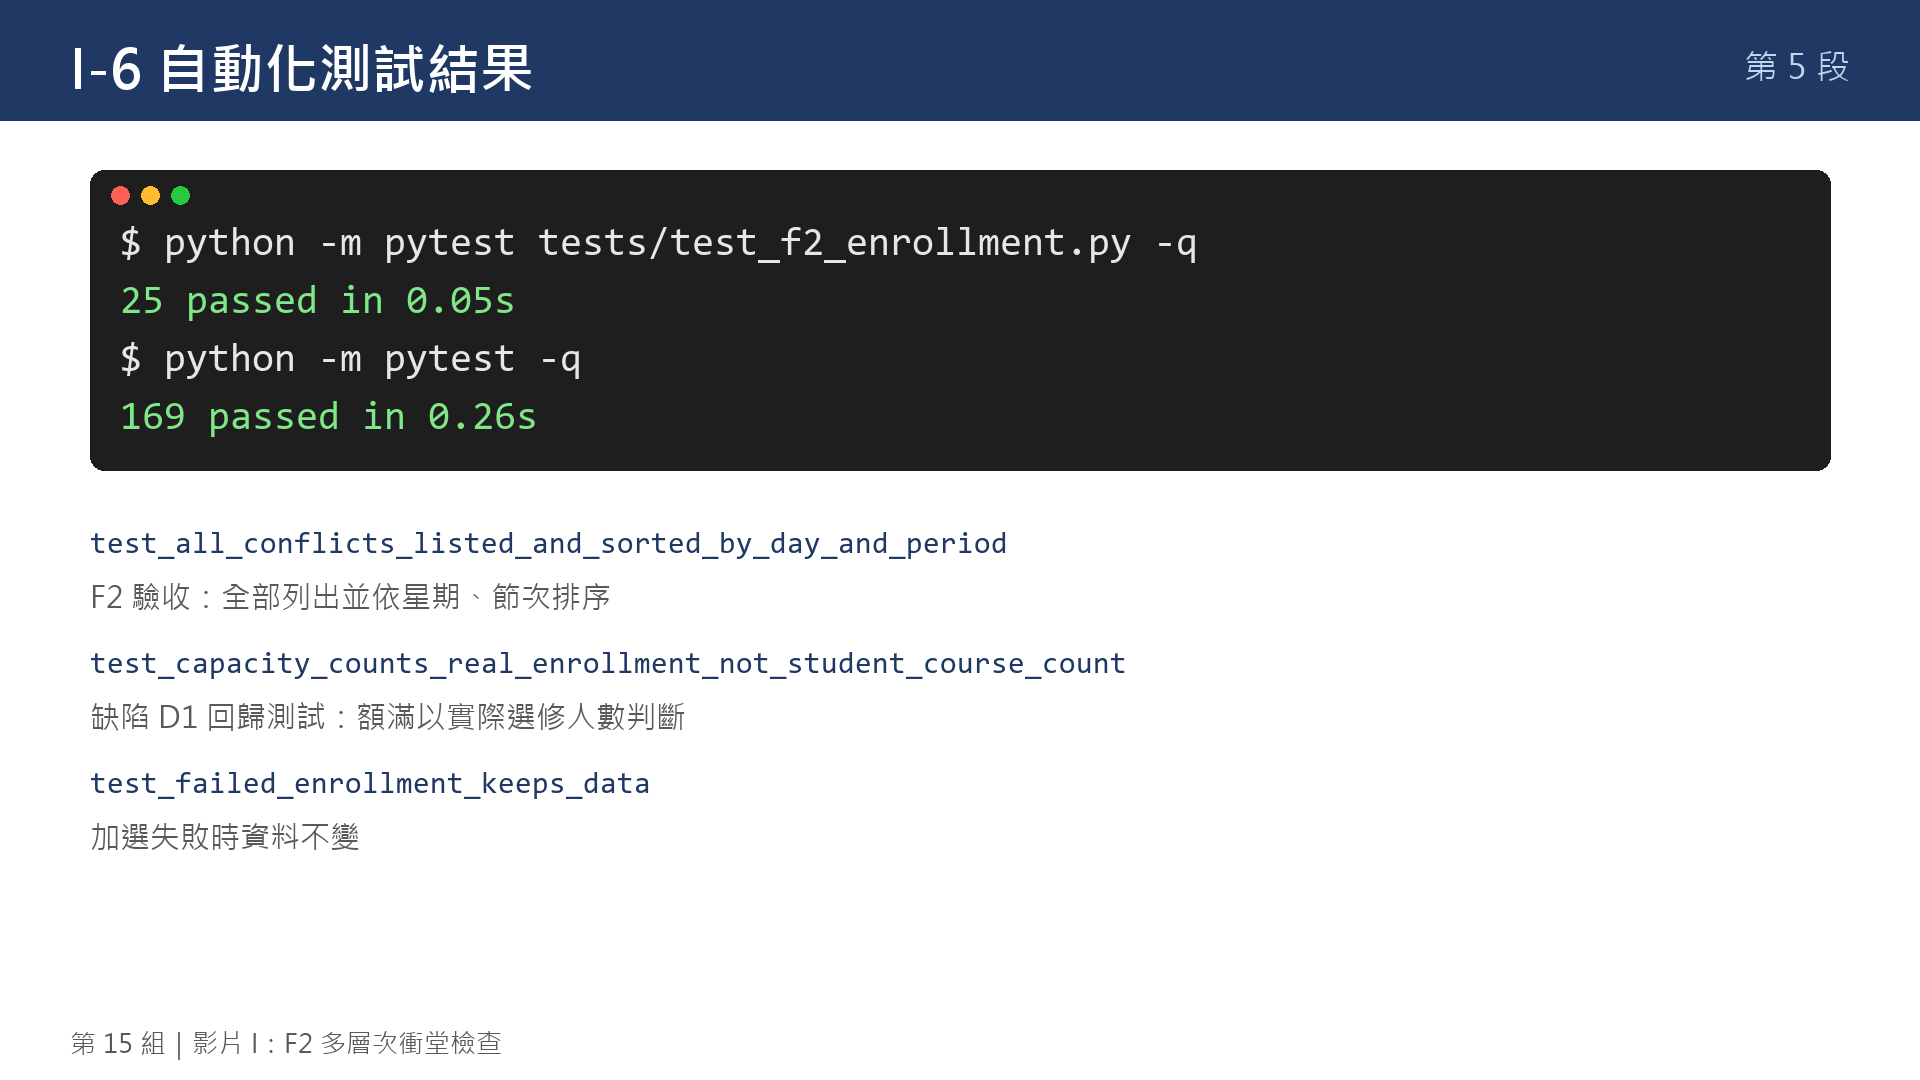 I-6 自動化測試結果
第 5 段
$ python -m pytest tests/test_f2_enrollment.py -q
25 passed in 0.05s
$ python -m pytest -q
169 passed in 0.26s
test_all_conflicts_listed_and_sorted_by_day_and_period
F2 驗收：全部列出並依星期、節次排序
test_capacity_counts_real_enrollment_not_student_course_count
缺陷 D1 回歸測試：額滿以實際選修人數判斷
test_failed_enrollment_keeps_data
加選失敗時資料不變
第 15 組｜影片 I：F2 多層次衝堂檢查